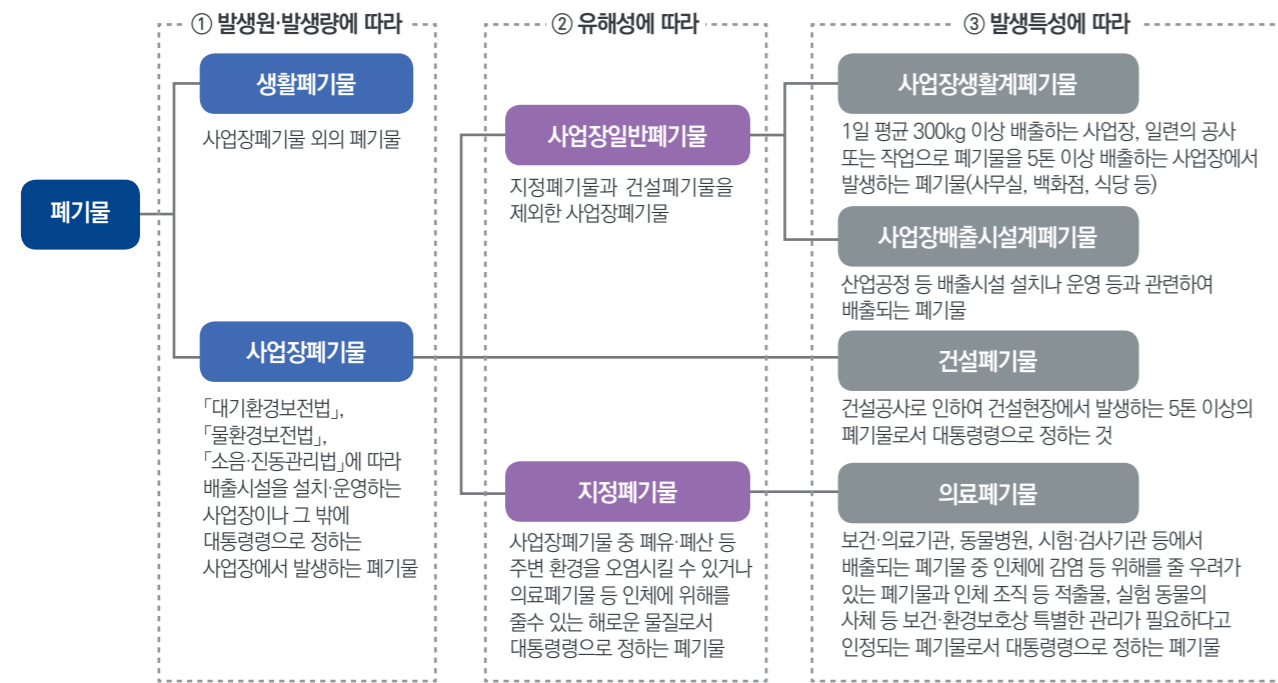 ① 발생원·발생량에 따라
② 유해성에 따라
③ 발생특성에 따라
폐기물
생활폐기물
사업장폐기물 외의 폐기물
사업장폐기물
「대기환경보전법」,
「물환경보전법」,
「소음·진동관리법」에 따라
배출시설을 설치·운영하는
사업장이나 그 밖에
대통령령으로 정하는
사업장에서 발생하는 폐기물
사업장일반폐기물
지정폐기물과 건설폐기물을
제외한 사업장폐기물
지정폐기물
사업장폐기물 중 폐유·폐산 등
주변 환경을 오염시킬 수 있거나
의료폐기물 등 인체에 위해를
줄수 있는 해로운 물질로서
대통령령으로 정하는 폐기물
사업장생활계폐기물
1일 평균 300kg 이상 배출하는 사업장, 일련의 공사
또는 작업으로 폐기물을 5톤 이상 배출하는 사업장에서
발생하는 폐기물(사무실, 백화점, 식당 등)
사업장배출시설계폐기물
산업공정 등 배출시설 설치나 운영 등과 관련하여
배출되는 폐기물
건설폐기물
건설공사로 인하여 건설현장에서 발생하는 5톤 이상의
폐기물로서 대통령령으로 정하는 것
의료폐기물
보건·의료기관, 동물병원, 시험·검사기관 등에서
배출되는 폐기물 중 인체에 감염 등 위해를 줄 우려가
있는 폐기물과 인체 조직 등 적출물, 실험 동물의
사체 등 보건·환경보호상 특별한 관리가 필요하다고
인정되는 폐기물로서 대통령령으로 정하는 폐기물